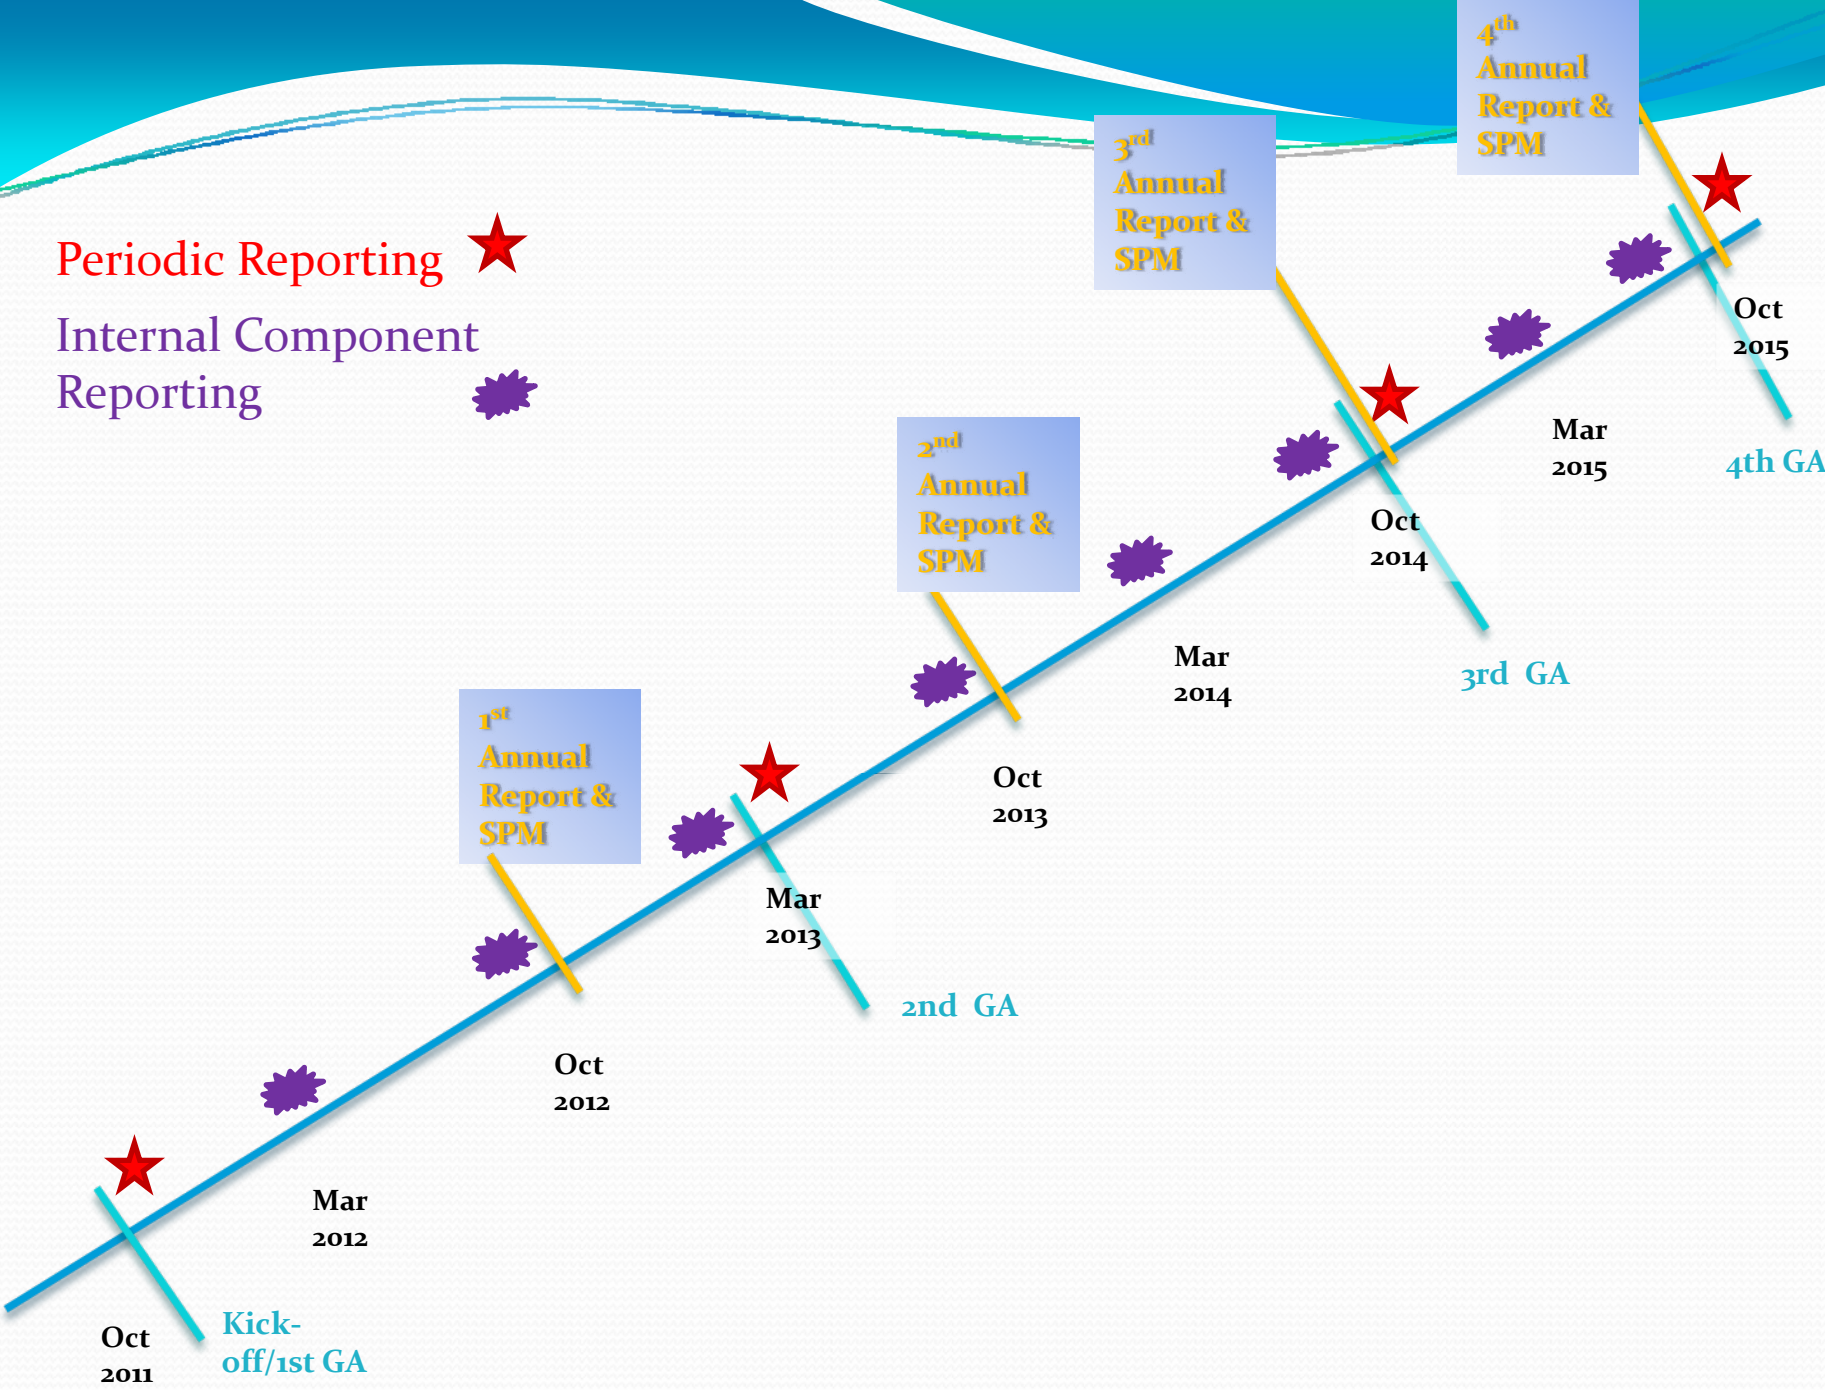 4th
Annual
Report &
SPM
3rd
Annual
Report &
SPM
Periodic Reporting
Internal Component
Reporting
Oct
2015
4th GA
Mar
2015
2nd
Annual
Report &
SPM
Oct
2014
3rd GA
Mar
2014
1st
Annual
Report &
SPM
Oct
2013
Mar
2013
2nd GA
Oct
2012
Mar
2012
Kick-
off/1st GA
Oct
2011